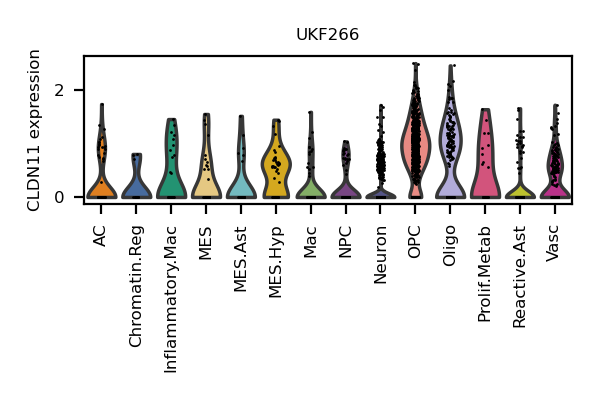 UKF266
CLDN11 expression
2
0
AC
Chromatin.Reg
Inflammatory.Mac
MES
MES.Ast
MES.Hyp
Mac
NPC
Neuron
OPC
Oligo
Prolif.Metab
Reactive.Ast
Vasc